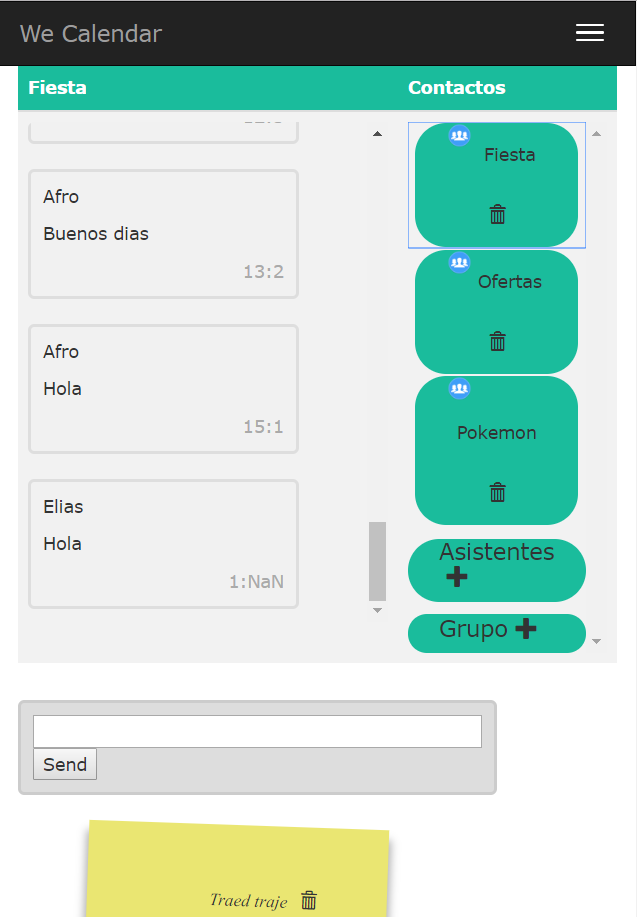 We Calendar
Fiesta
Contactos
Afro
Buenos dias
13:2
Afro
Hola
15:1
Elias
Hola
1:NaN
Fiesta
Ofertas
Pokemon
Asistentes
Grupo
Send
Traed traje